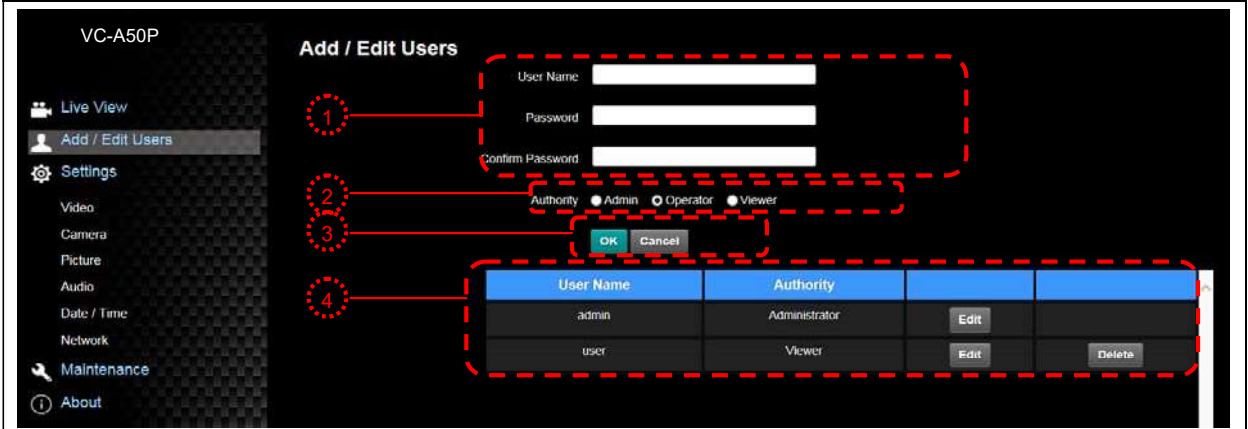 VC-A50P
Live View
Add / Edit Users
Settings
Video
Camera
Picture
Audio
Date / Time
Network
Maintenance
About
Add / Edit Users
1
User Name
Password
Confirm Password
2
Authority Admin Operator Viewer
3
OK Cancel
4
User Name Authority
admin Administrator Edit
user Viewer Edit Delete